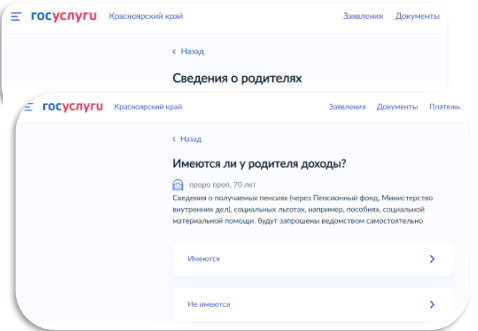 госуслуги Красноярский край Заявления Документы
Назад
Сведения о родителях
госуслуги Красноярский край Заявления Документы
Назад
Имеются ли у родителя доходы?
проро проп, 70 лет
Сведения о получаемых пенсиях (через Пенсионный фонд, Министерство
внутренних дел), социальных льготах, например, пособиях, социальной
материальной помощи, будут запрошены ведомством самостоятельно
Имеются
Не имеются